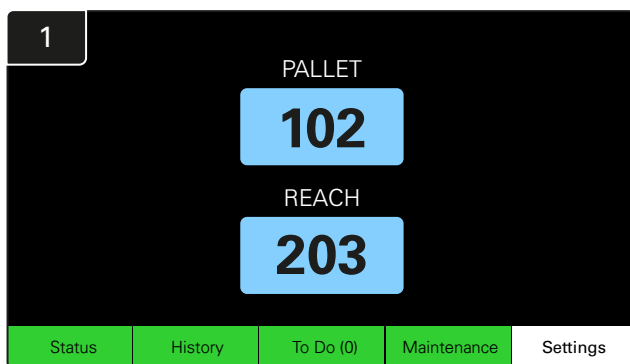 1
PALLET
102
REACH
203
Status History To Do (0) Maintenance Settings